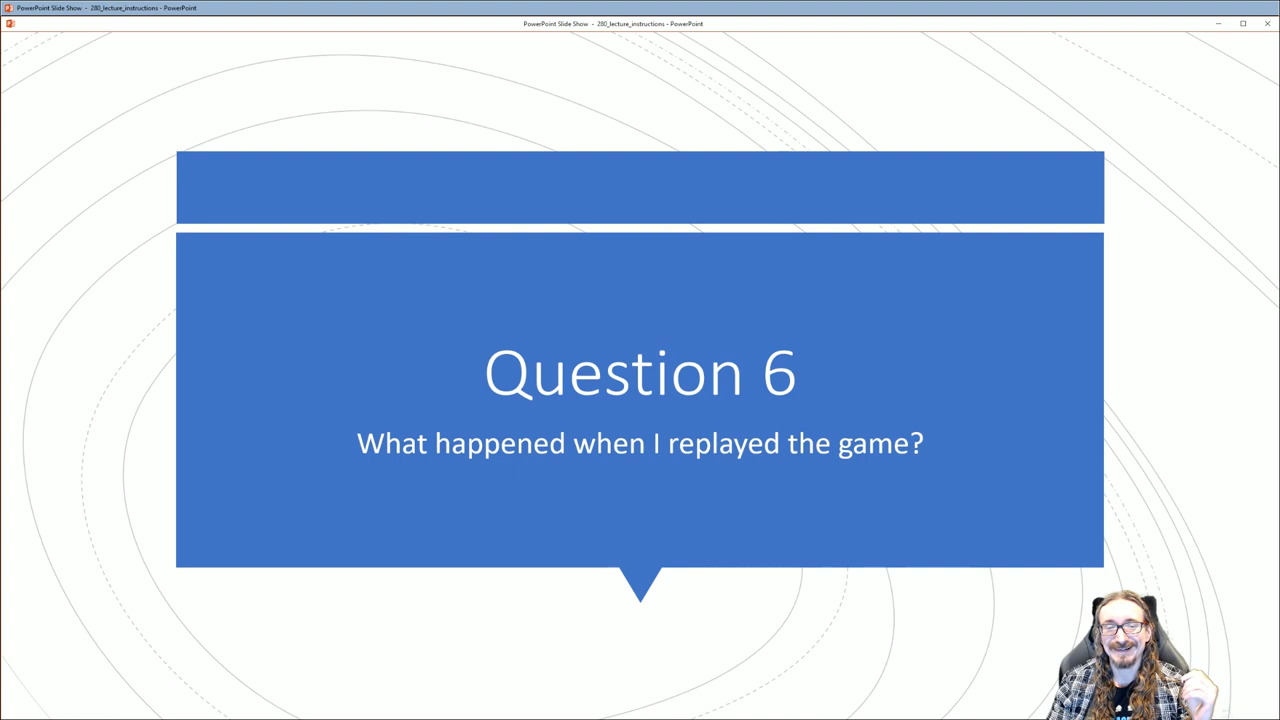 PowerPoint Slide Show - 280_lecture_instructions - PowerPoint
PowerPoint Slide Show - 280_lecture_instructions - PowerPoint
Question 6
What happened when I replayed the game?